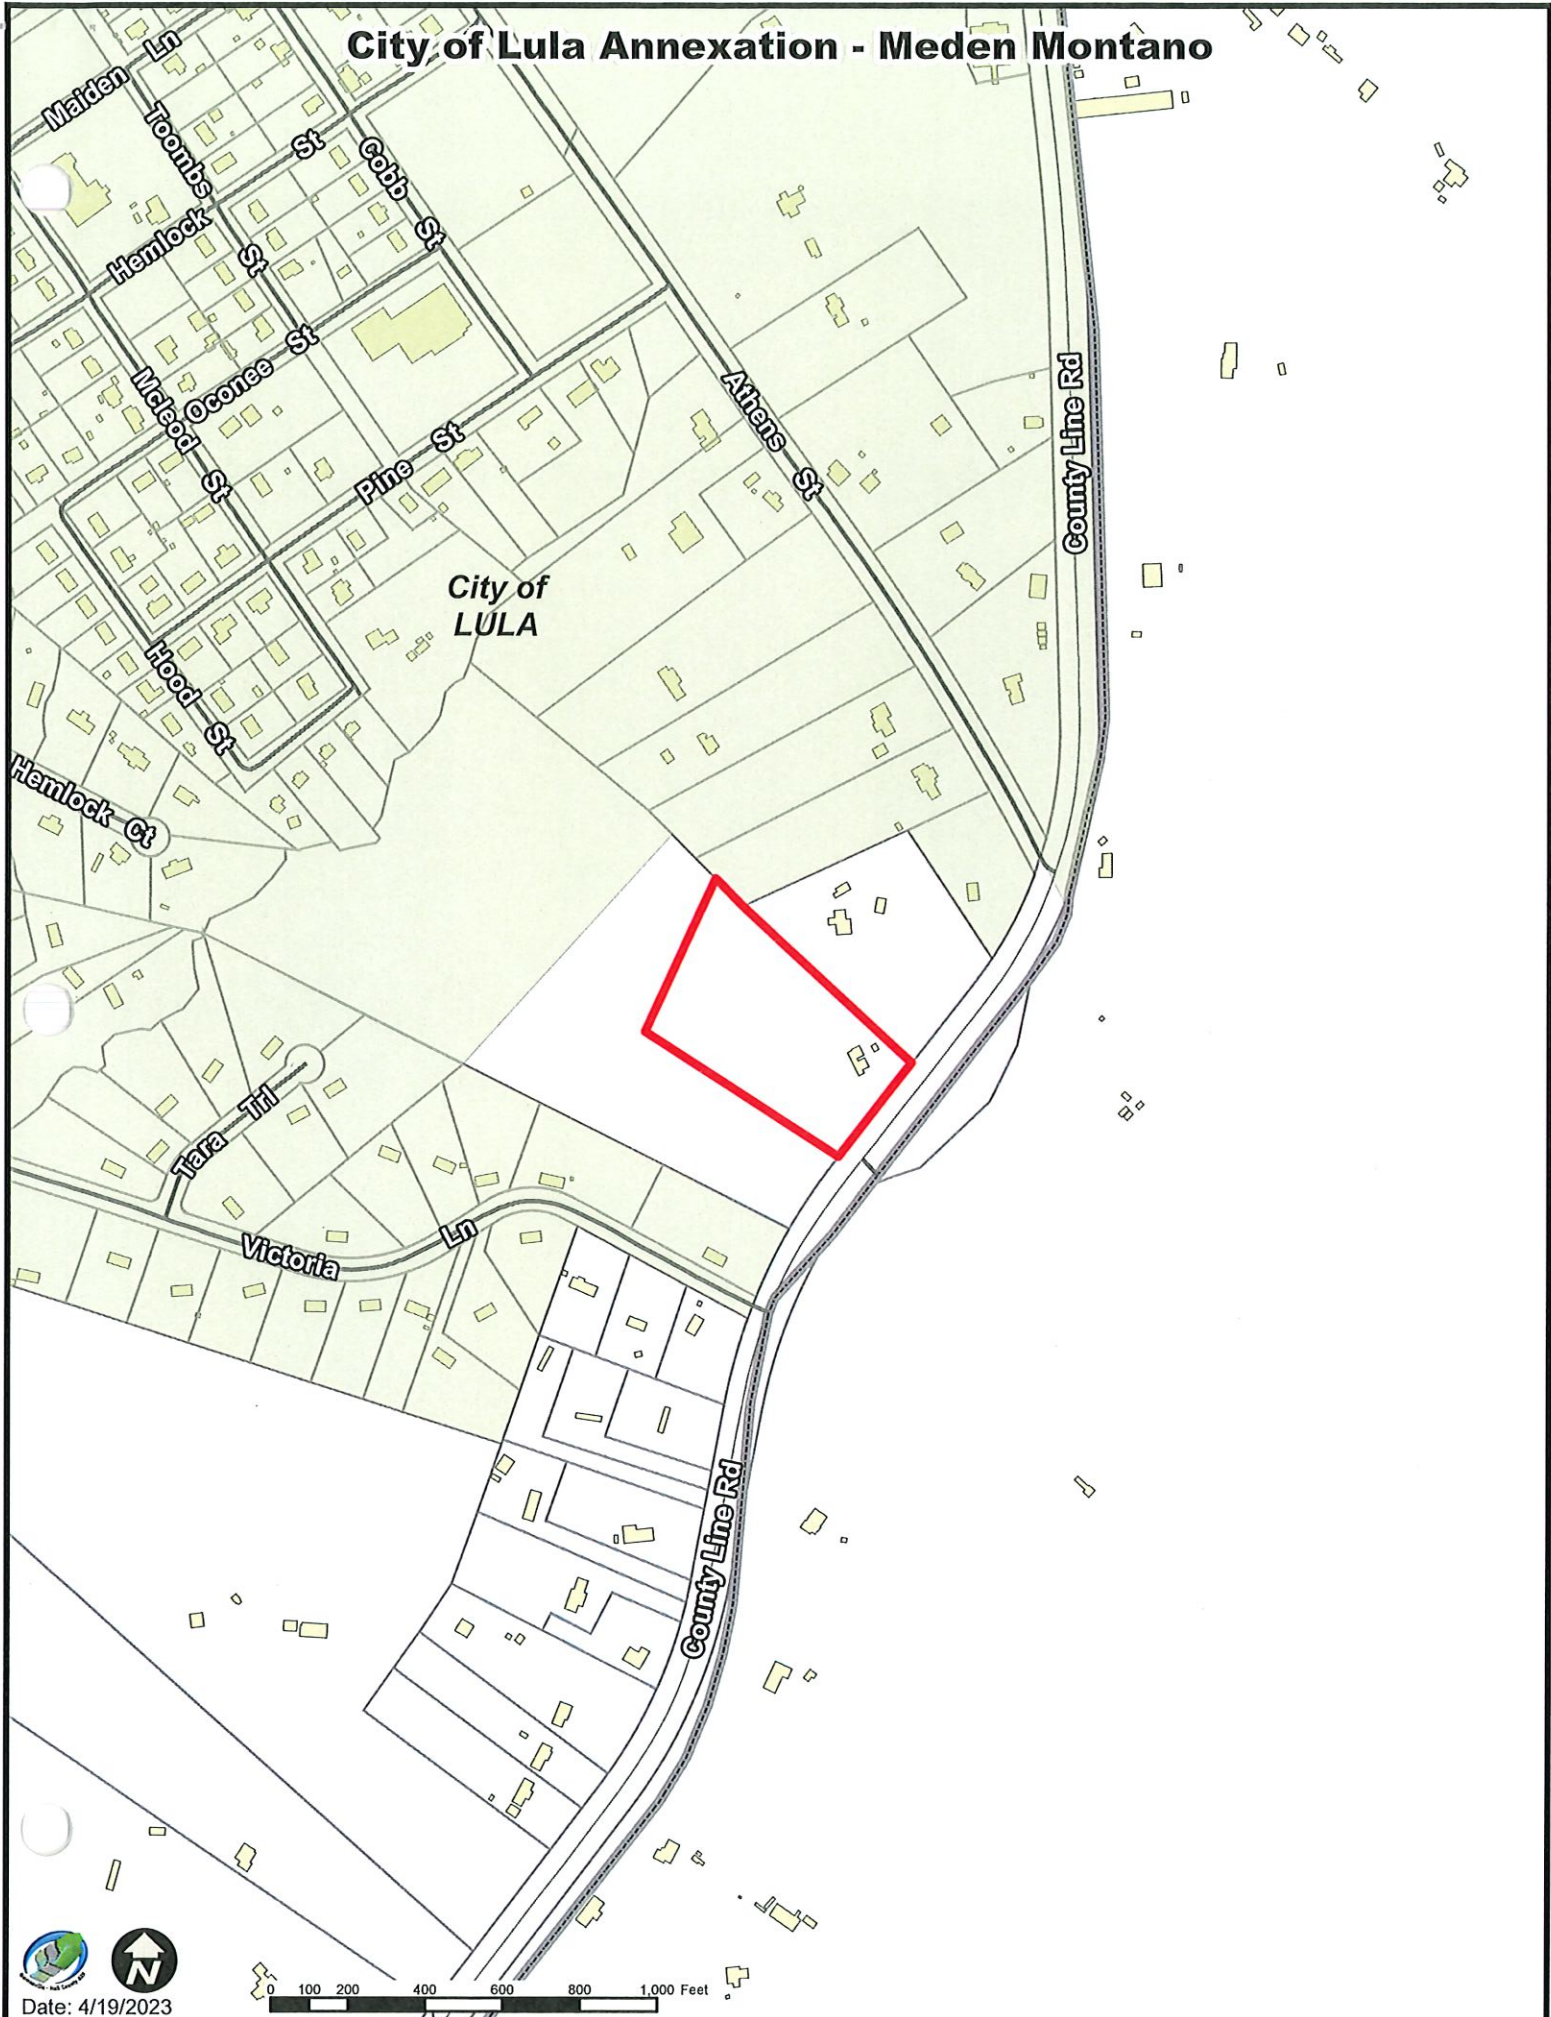 City of Lula Annexation - Meden Montano
Maiden Ln
Toombs St
Cobb St
Hemlock St
Mcleod St
Oconee St
Pine St
Athens St
County Line Rd
City of
LULA
Hood St
Hemlock Ct
Tara Trl
Victoria Ln
County Line Rd
N
0 100 200 400 600 800 1,000 Feet
Date: 4/19/2023